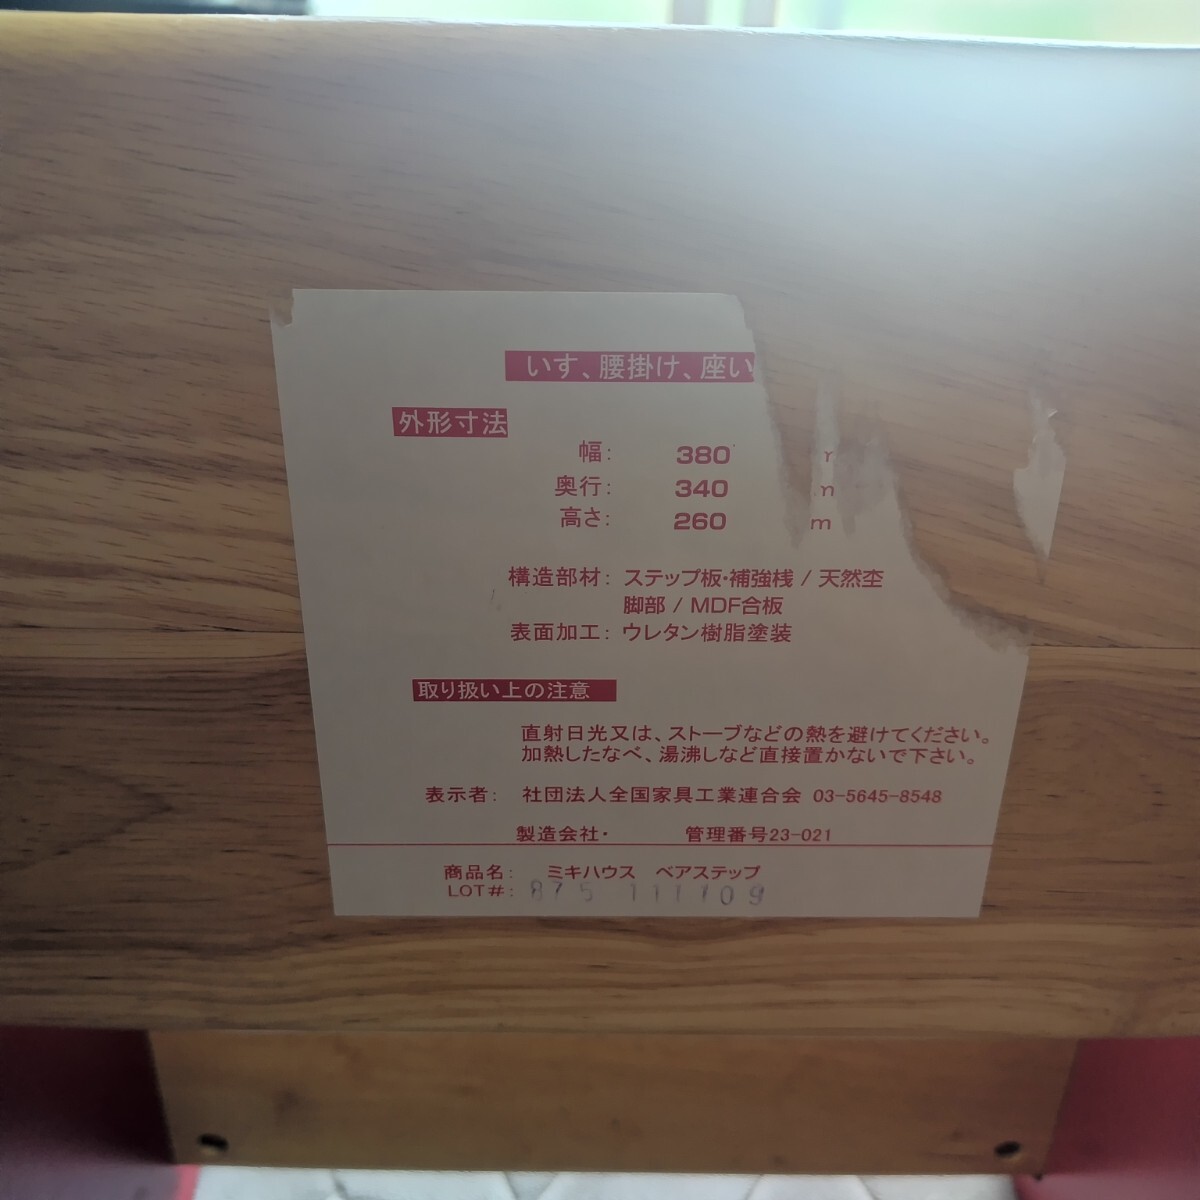 いす、腰掛け、座い
外形寸法
幅: 380
奥行: 340
高さ: 260 m
構造部材: ステップ板・補強桟 / 天然杢
脚部 / MDF合板
表面加工: ウレタン樹脂塗装
取り扱い上の注意
直射日光又は、ストーブなどの熱を避けてください。
加熱したなべ、湯沸しなど直接置かないで下さい。
表示者: 社団法人全国家具工業連合会 03-5645-8548
製造会社・ 管理番号23-021
商品名: ミキハウス ベアステップ
LOT#: 875 111109